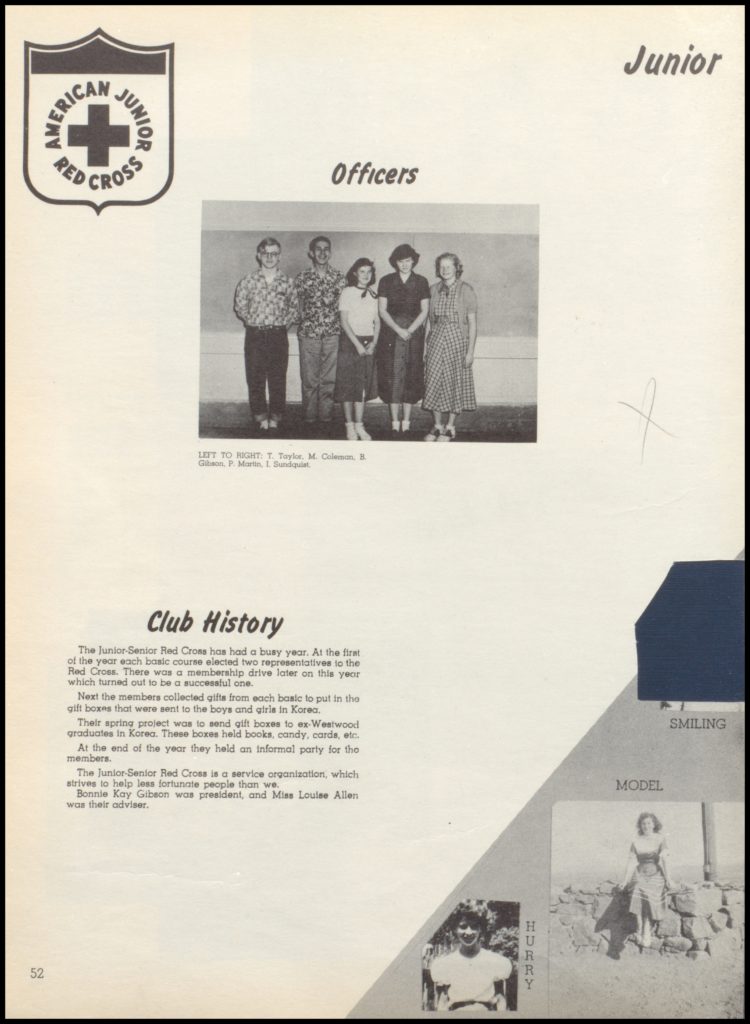 AMERICAN JUNIOR
RED CROSS
Junior
Officers
LEFT TO RIGHT: T. Taylor, M. Coleman, B.
Gibson, P. Martin, I. Sundquist.
Club History
The Junior-Senior Red Cross has had a busy year. At the first
of the year each basic course elected two representatives to the
Red Cross. There was a membership drive later on this year
which turned out to be a successful one.
Next the members collected gifts from each basic to put in the
gift boxes that were sent to the boys and girls in Korea.
Their spring project was to send gift boxes to ex-Westwood
graduates in Korea. These boxes held books, candy, cards, etc.
At the end of the year they held an informal party for the
members.
The Junior-Senior Red Cross is a service organization, which
strives to help less fortunate people than we.
Bonnie Kay Gibson was president, and Miss Louise Allen
was their adviser.
SMILING
MODEL
HURRY
52